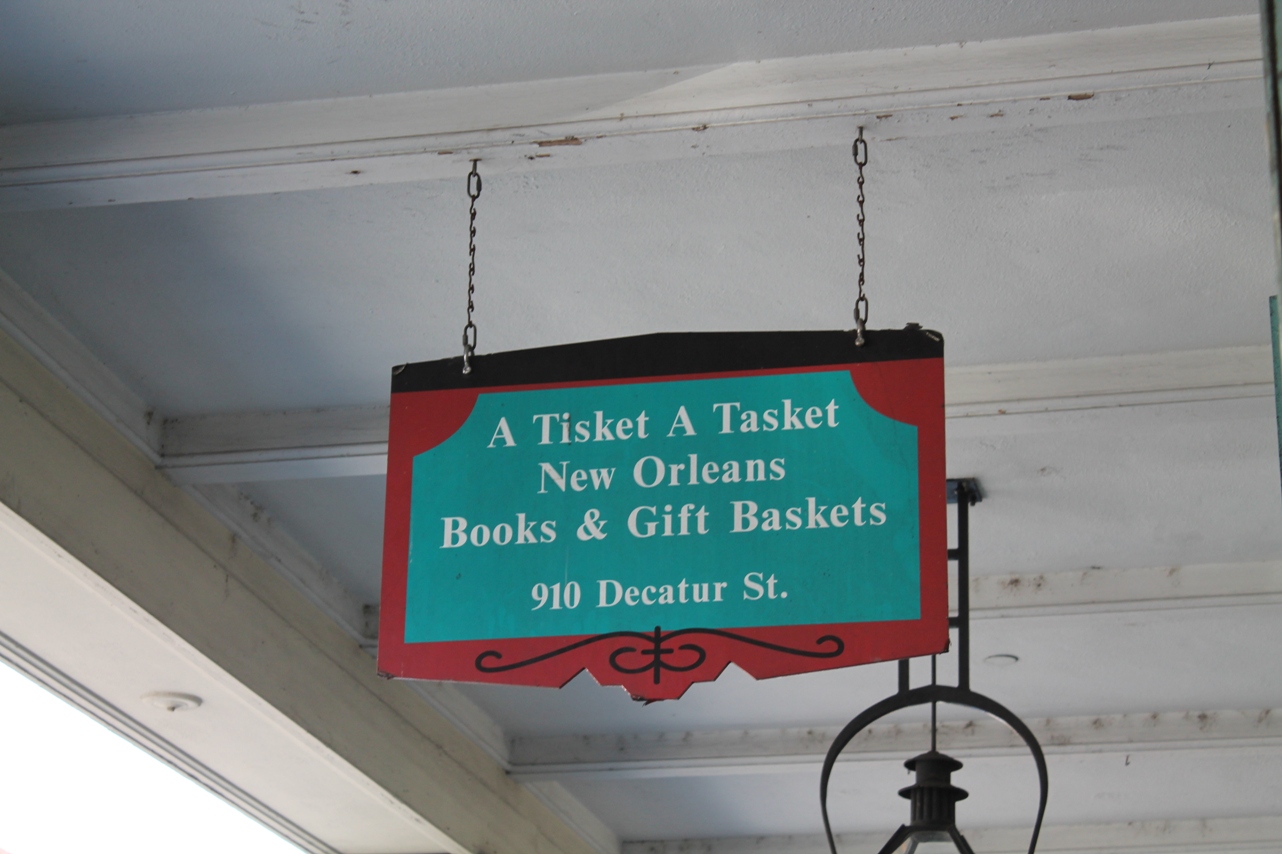 A Tisket A Tasket
New Orleans
Books & Gift Baskets
910 Decatur St.